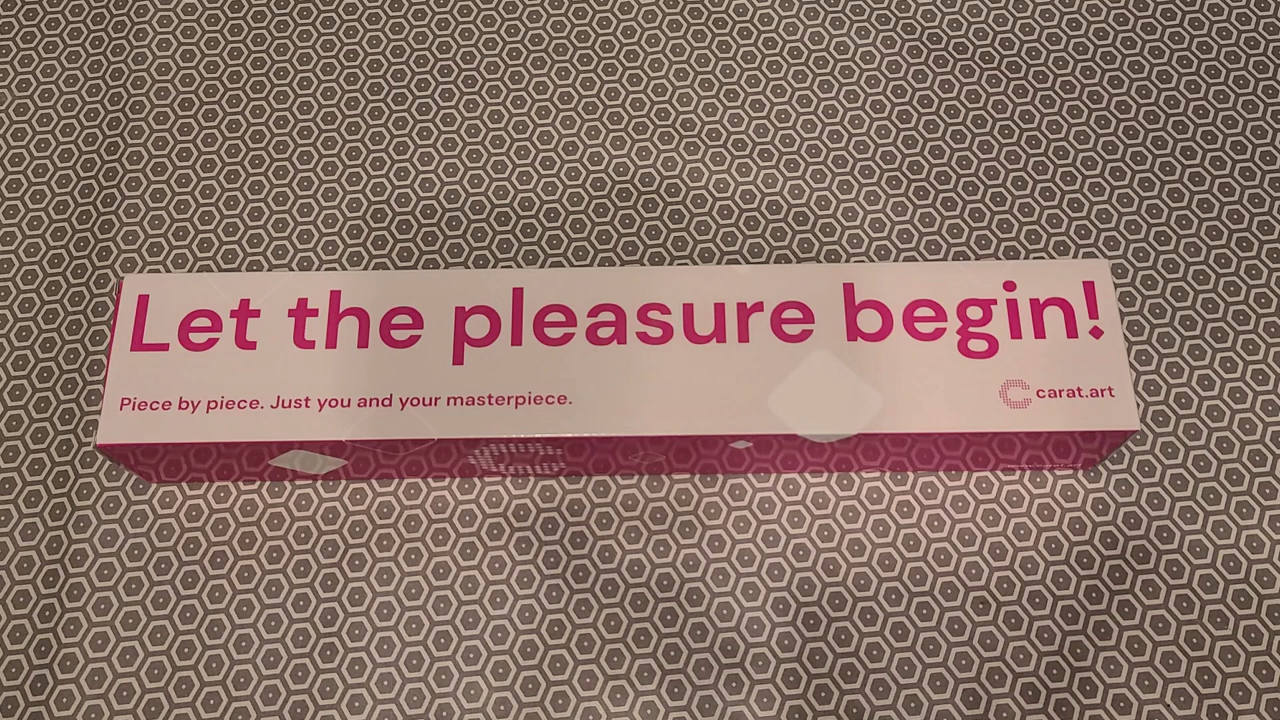 Let the pleasure begin!
Piece by piece. Just you and your masterpiece.
carat.art